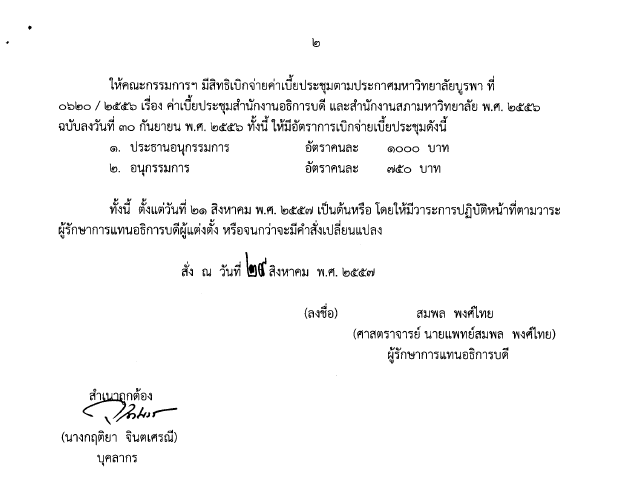 ๒
ให้คณะกรรมการฯ มีสิทธิเบิกจ่ายค่าเบี้ยประชุมตามประกาศมหาวิทยาลัยบูรพา ที่
๐๖๒๐ / ๒๕๕๖ เรื่อง ค่าเบี้ยประชุมสำนักงานอธิการบดี และสำนักงานสภามหาวิทยาลัย พ.ศ. ๒๕๕๖
ฉบับลงวันที่ ๓๐ กันยายน พ.ศ. ๒๕๕๖ ทั้งนี้ ให้มีอัตราการเบิกจ่ายเบี้ยประชุมดังนี้
๑. ประธานอนุกรรมการ อัตราคนละ ๑๐๐๐ บาท
๒. อนุกรรมการ อัตราคนละ ๗๕๐ บาท
ทั้งนี้ ตั้งแต่วันที่ ๒๑ สิงหาคม พ.ศ. ๒๕๕๗ เป็นต้นหรือ โดยให้มีวาระการปฏิบัติหน้าที่ตามวาระ
ผู้รักษาการแทนอธิการบดีผู้แต่งตั้ง หรือจนกว่าจะมีคำสั่งเปลี่ยนแปลง
สั่ง ณ วันที่ สิงหาคม พ.ศ. ๒๕๕๗
(ลงชื่อ) สมพล พงศ์ไทย
(ศาสตราจารย์ นายแพทย์สมพล พงศ์ไทย)
ผู้รักษาการแทนอธิการบดี
สำเนาถูกต้อง
(นางกฤติยา จินตเศรณี)
บุคลากร